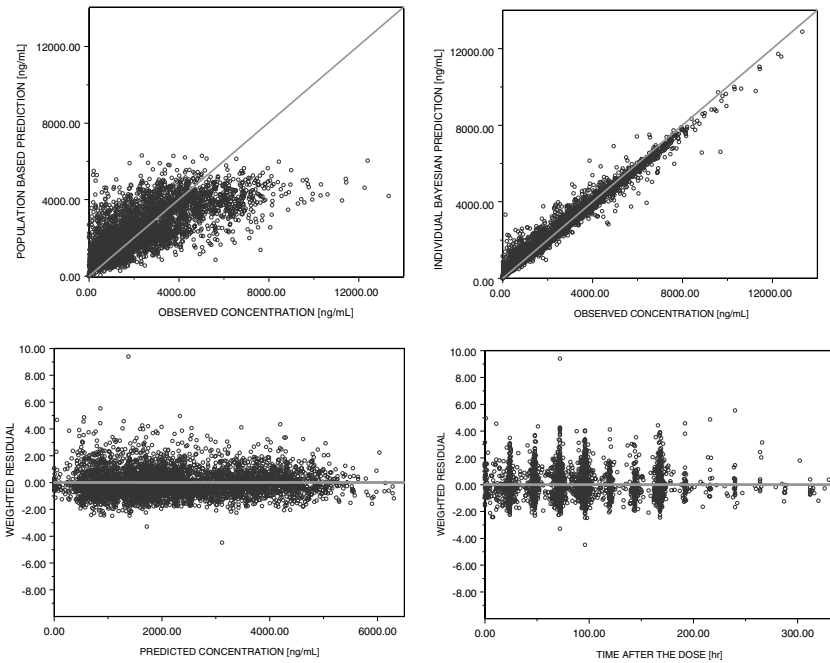 12000.00
8000.00
4000.00
0.00
POPULATION BASED PREDICTION [ng/mL]
0.00 4000.00 8000.00 12000.00
OBSERVED CONCENTRATION [ng/mL]
12000.00
8000.00
4000.00
0.00
INDIVIDUAL BAYESIAN PREDICTION [ng/mL]
0.00 4000.00 8000.00 12000.00
OBSERVED CONCENTRATION [ng/mL]
10.00
8.00
6.00
4.00
2.00
0.00
-2.00
-4.00
-6.00
-8.00
WEIGHTED RESIDUAL
0.00 2000.00 4000.00 6000.00
PREDICTED CONCENTRATION [ng/mL]
10.00
8.00
6.00
4.00
2.00
0.00
-2.00
-4.00
-6.00
-8.00
WEIGHTED RESIDUAL
0.00 100.00 200.00 300.00
TIME AFTER THE DOSE [hr]